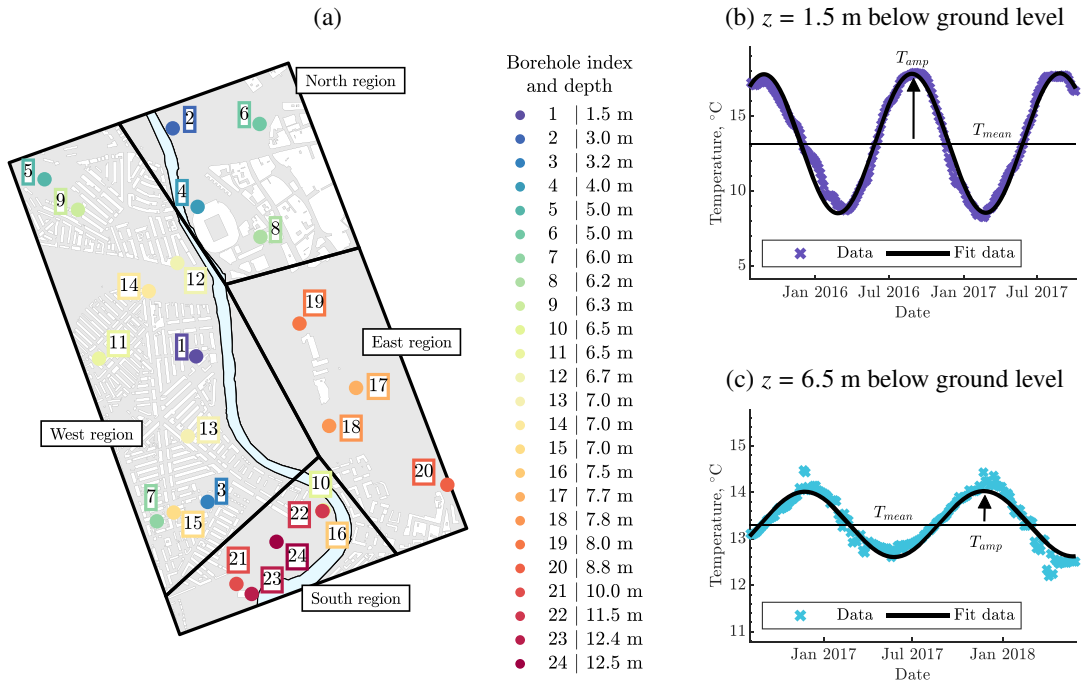 (a)
North region
East region
West region
South region
2
6
5
9
4
8
12
14
19
11
1
17
18
13
20
10
7
3
15
22
16
24
21
23
Borehole index
and depth
1 | 1.5 m
2 | 3.0 m
3 | 3.2 m
4 | 4.0 m
5 | 5.0 m
6 | 5.0 m
7 | 6.0 m
8 | 6.2 m
9 | 6.3 m
10 | 6.5 m
11 | 6.5 m
12 | 6.7 m
13 | 7.0 m
14 | 7.0 m
15 | 7.0 m
16 | 7.5 m
17 | 7.7 m
18 | 7.8 m
19 | 8.0 m
20 | 8.8 m
21 | 10.0 m
22 | 11.5 m
23 | 12.4 m
24 | 12.5 m
(b) z = 1.5 m below ground level
Temperature, °C
15
10
5
T_amp
T_mean
Data
Fit data
Jan 2016 Jul 2016 Jan 2017 Jul 2017
Date
(c) z = 6.5 m below ground level
Temperature, °C
15
14
13
12
11
T_mean
T_amp
Data
Fit data
Jan 2017 Jul 2017 Jan 2018
Date